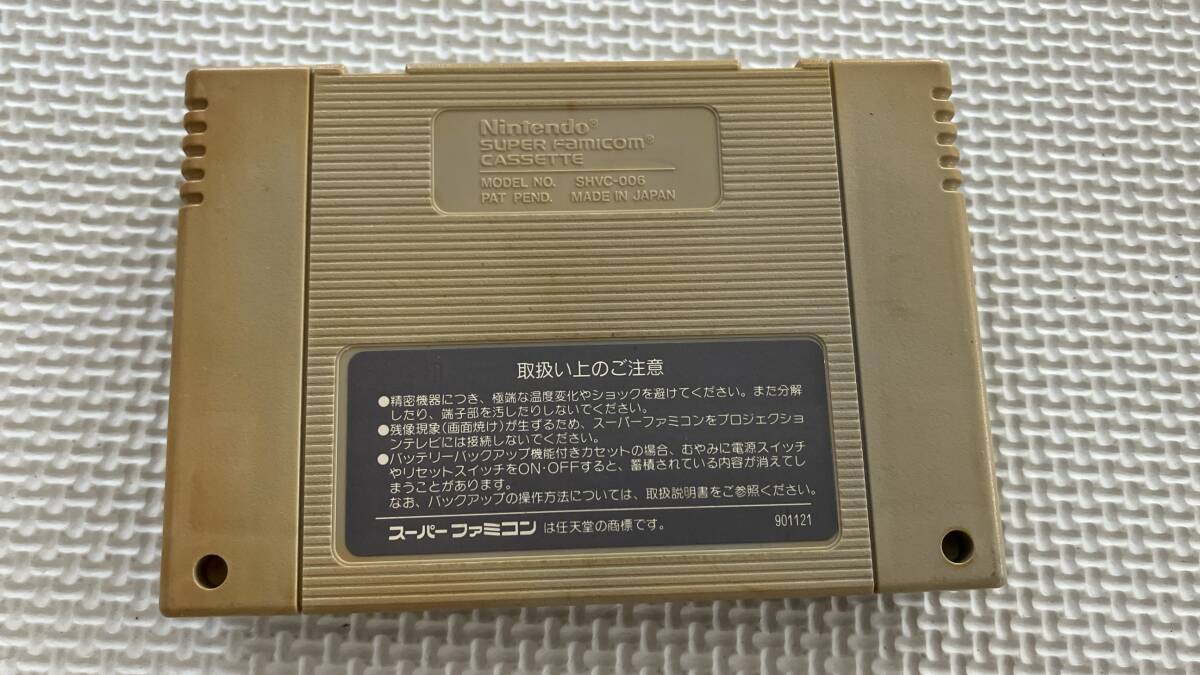 Nintendo®
SUPER FAMICOM®
CASSETTE
MODEL NO. SHVC-006
PAT PEND. MADE IN JAPAN
取扱い上のご注意
●精密機器につき、極端な温度変化やショックを避けてください。また分解
したり、端子部を汚したりしないでください。
●残像現象(画面焼け)が生ずるため、スーパーファミコンをプロジェクショ
ンテレビには接続しないでください。
●バッテリーバックアップ機能付きカセットの場合、むやみに電源スイッチ
やリセットスイッチをON・OFFすると、蓄積されている内容が消えてし
まうことがあります。
なお、バックアップの操作方法については、取扱説明書をご参照ください。
スーパーファミコン は任天堂の商標です。 901121